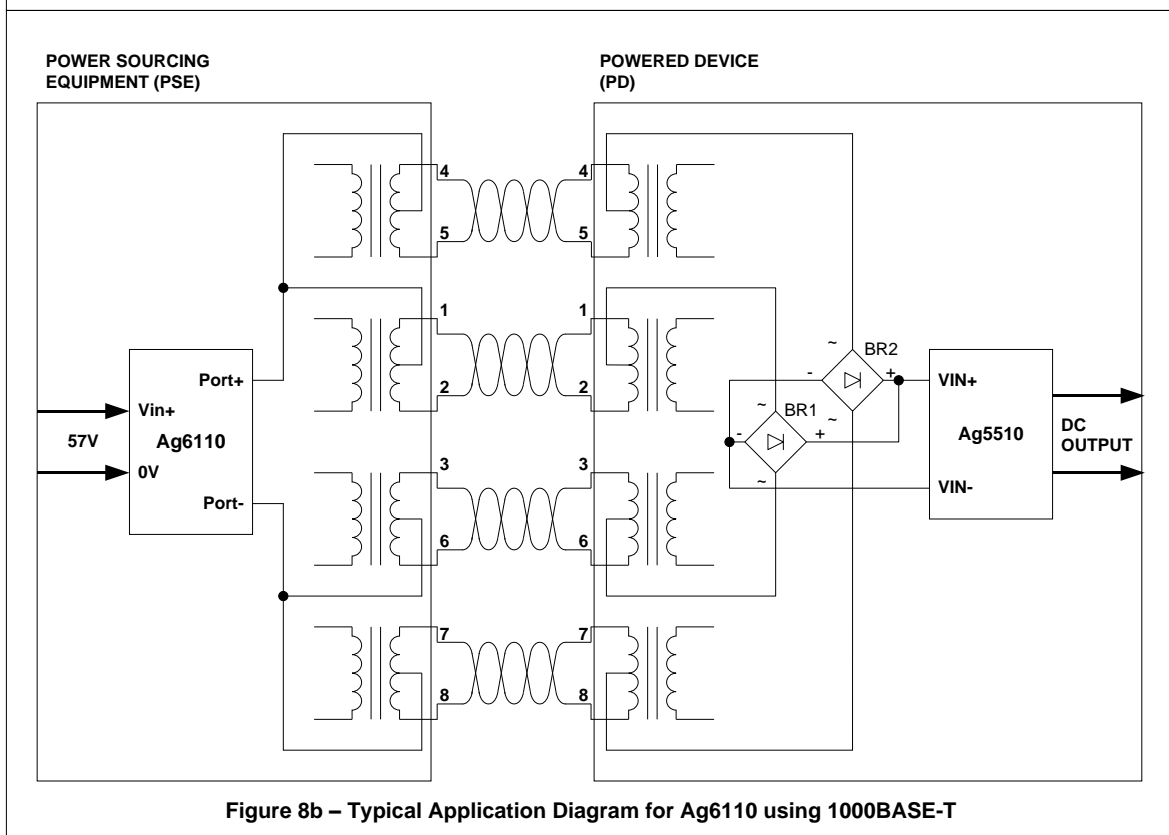 POWER SOURCING
EQUIPMENT (PSE)
POWERED DEVICE
(PD)
4
5
4
5
1
2
1
2
3
6
3
6
7
8
7
8
Port+
Vin+
57V
Ag6110
0V
Port-
~
BR2
-
+
~
BR1
~
-
+
~
VIN+
Ag5510
VIN-
DC
OUTPUT
Figure 8b – Typical Application Diagram for Ag6110 using 1000BASE-T